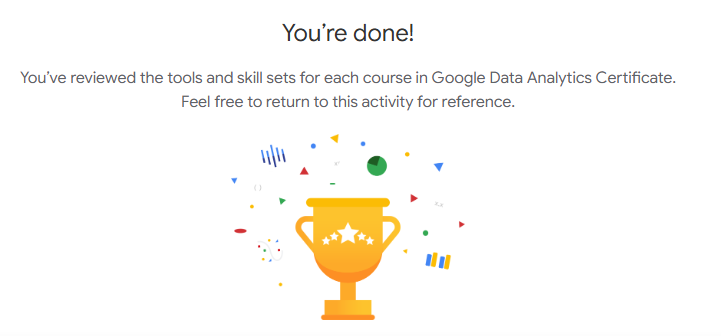 You’re done!
You’ve reviewed the tools and skill sets for each course in Google Data Analytics Certificate.
Feel free to return to this activity for reference.